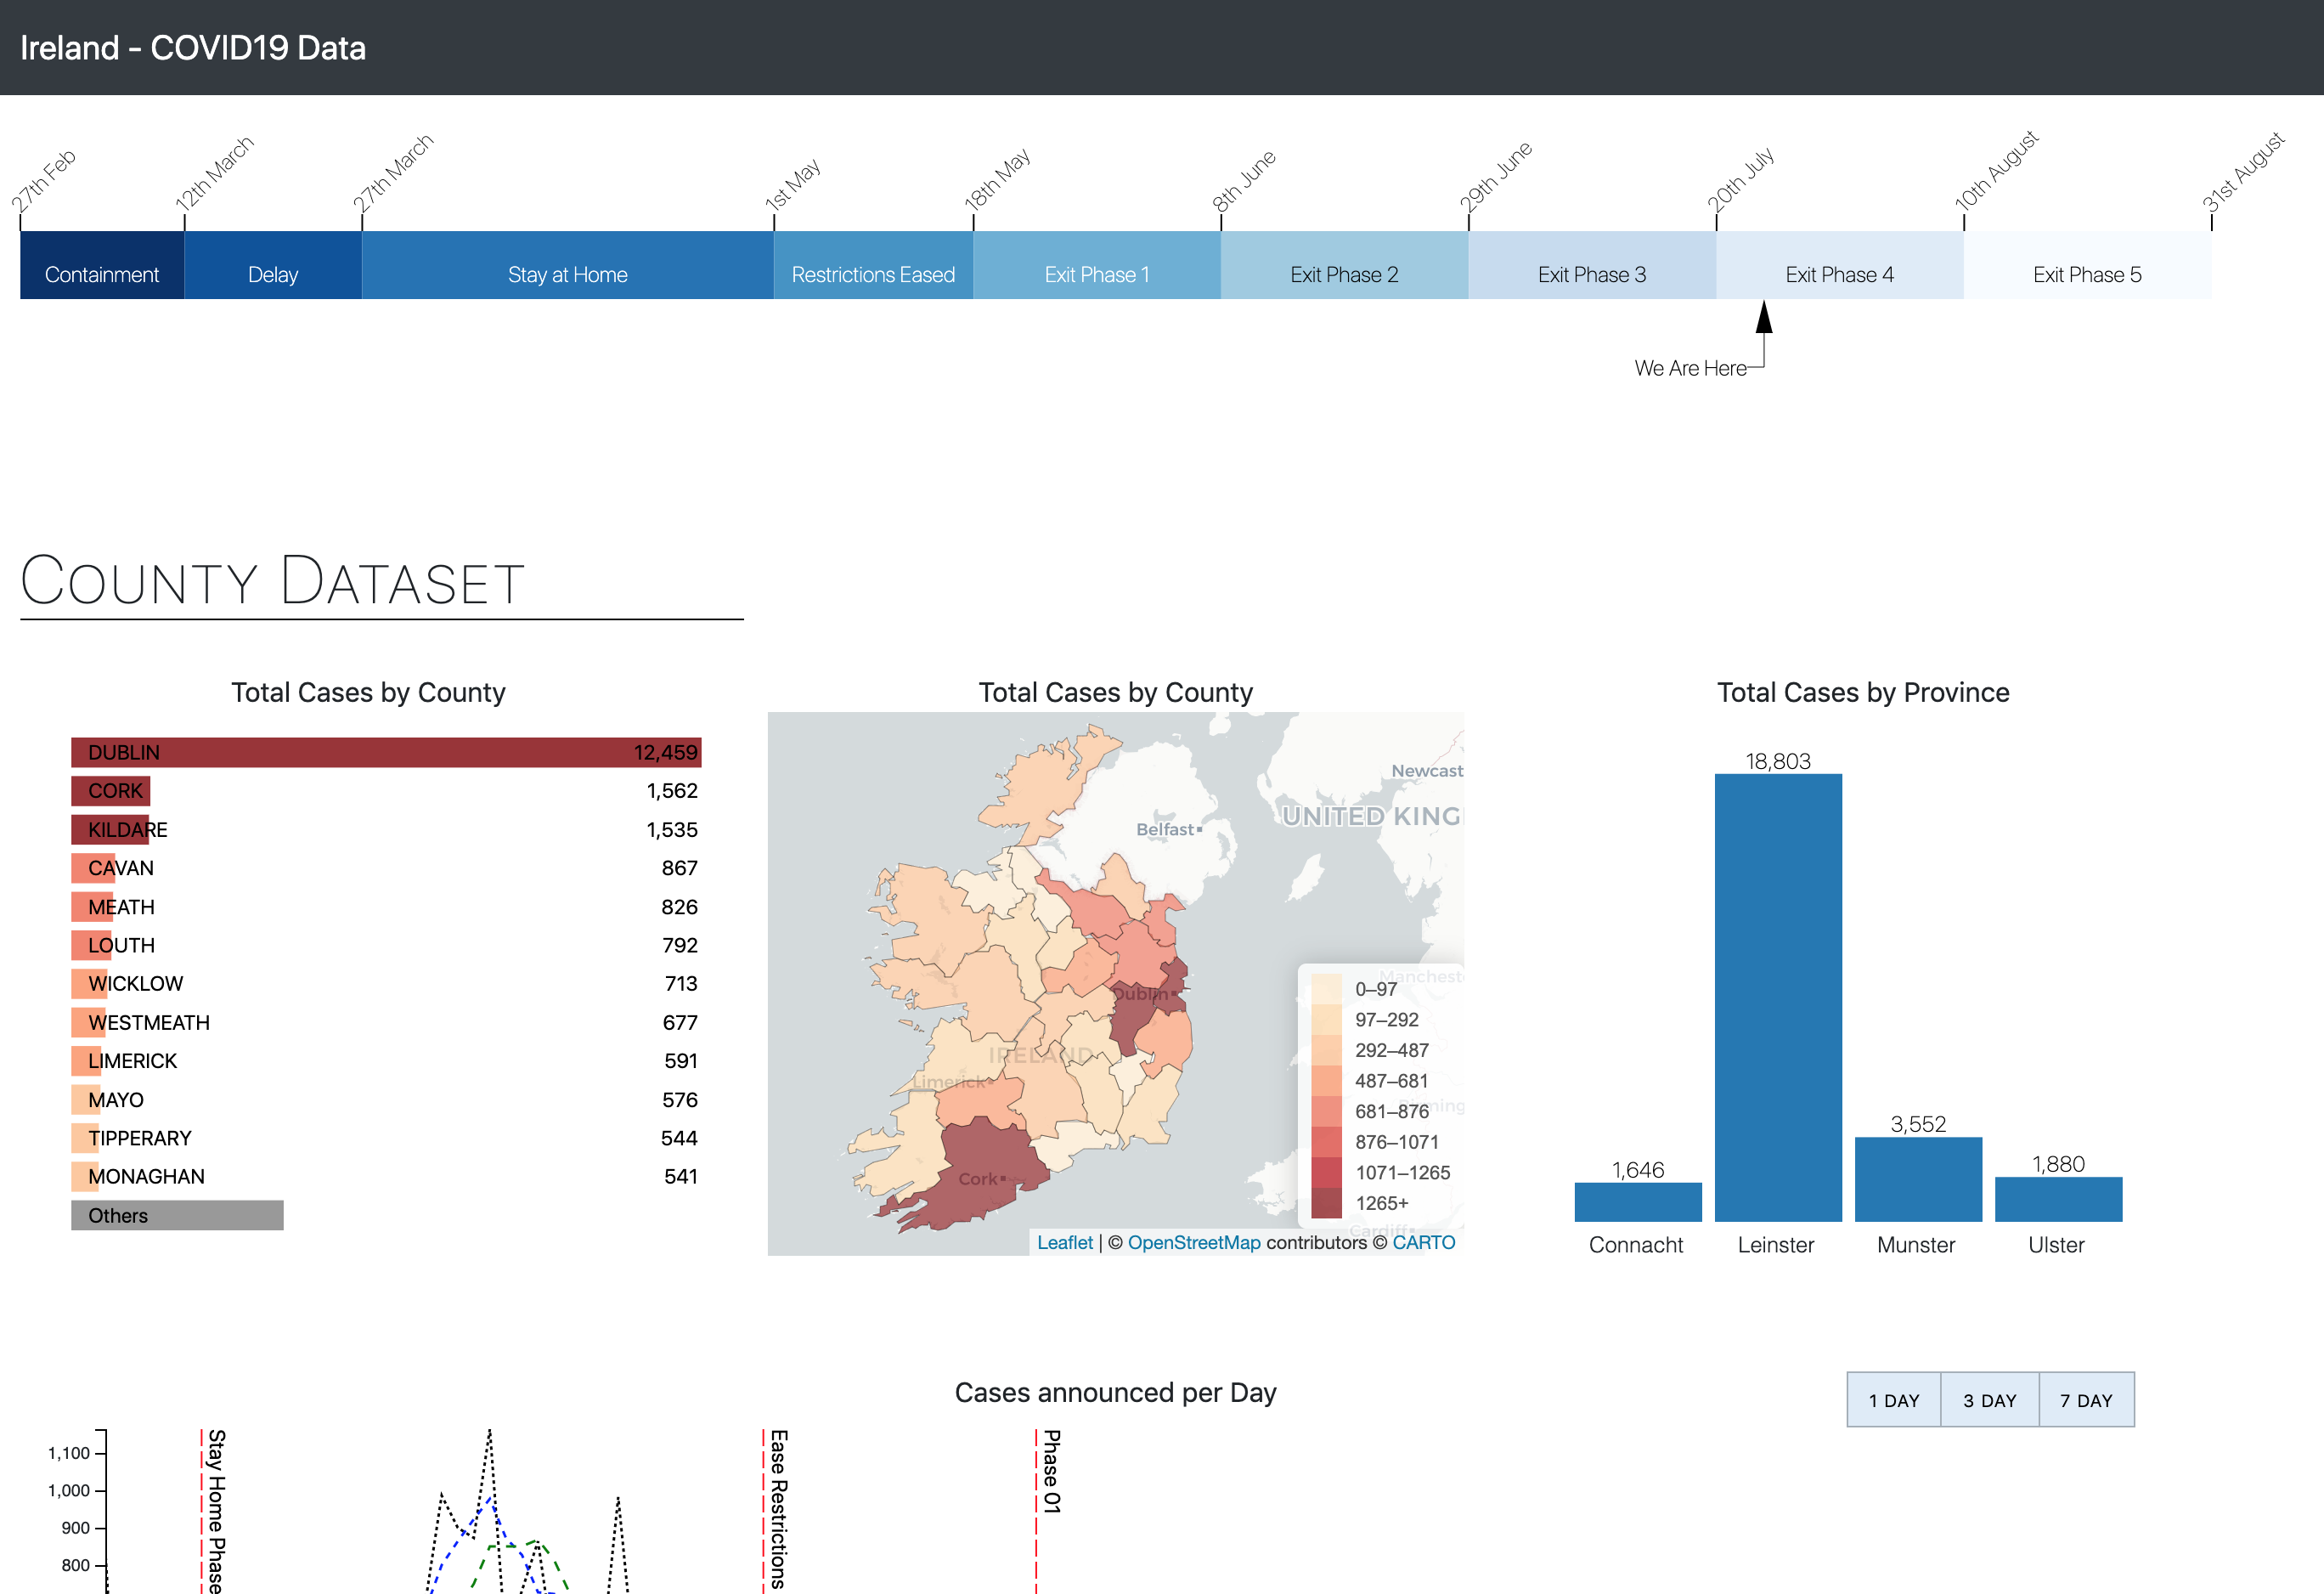 Ireland - COVID19 Data
27th Feb
12th March
27th March
1st May
18th May
8th June
29th June
20th July
10th August
31st August
Containment
Delay
Stay at Home
Restrictions Eased
Exit Phase 1
Exit Phase 2
Exit Phase 3
Exit Phase 4
Exit Phase 5
We Are Here
COUNTY DATASET
Total Cases by County
DUBLIN 12,459
CORK 1,562
KILDARE 1,535
CAVAN 867
MEATH 826
LOUTH 792
WICKLOW 713
WESTMEATH 677
LIMERICK 591
MAYO 576
TIPPERARY 544
MONAGHAN 541
Others
Total Cases by County
Newcast
UNITED KING
Belfast
Manchest
Dublin
IRELAND
Limerick
Cork
Cardiff
0–97
97–292
292–487
487–681
681–876
876–1071
1071–1265
1265+
Leaflet | © OpenStreetMap contributors © CARTO
Total Cases by Province
18,803
3,552
1,880
1,646
Connacht
Leinster
Munster
Ulster
Cases announced per Day
1 DAY
3 DAY
7 DAY
1,100
1,000
900
800
Stay Home Phase
Ease Restrictions
Phase 01